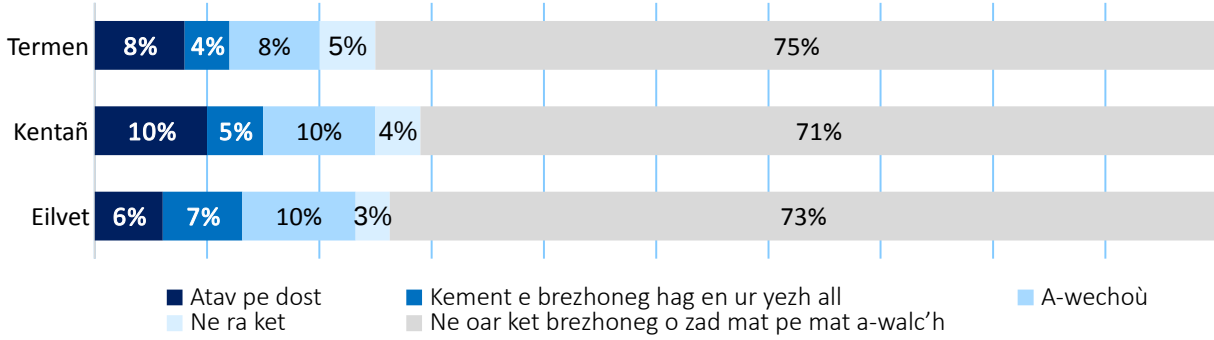 Termen 8% 4% 8% 5% 75%
Kentañ 10% 5% 10% 4% 71%
Eilvet 6% 7% 10% 3% 73%
Atav pe dost Kement e brezhoneg hag en ur yezh all A-wechoù
Ne ra ket Ne oar ket brezhoneg o zad mat pe mat a-walc'h